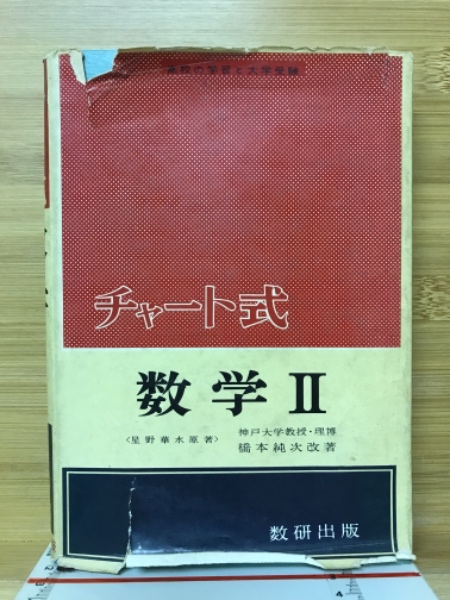 高校の学習と大学受験
チャート式
数学Ⅱ
〈星野華水原著〉
神戸大学教授・理博
橋本純次改著
数研出版